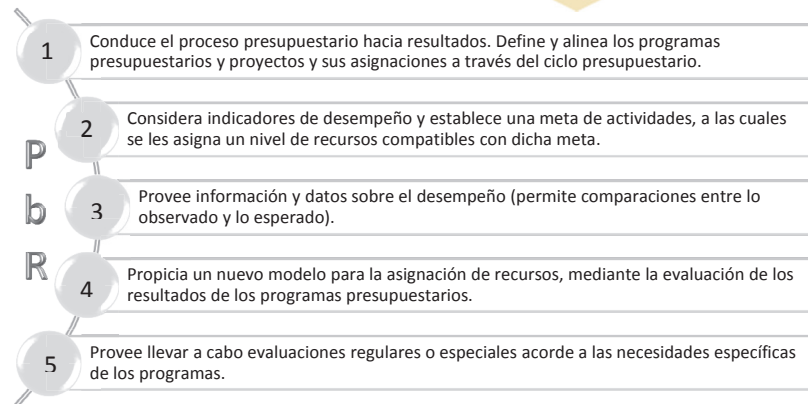 1
Conduce el proceso presupuestario hacia resultados. Define y alinea los programas
presupuestarios y proyectos y sus asignaciones a través del ciclo presupuestario.
2
Considera indicadores de desempeño y establece una meta de actividades, a las cuales
se les asigna un nivel de recursos compatibles con dicha meta.
P
b
R
3
Provee información y datos sobre el desempeño (permite comparaciones entre lo
observado y lo esperado).
4
Propicia un nuevo modelo para la asignación de recursos, mediante la evaluación de los
resultados de los programas presupuestarios.
5
Provee llevar a cabo evaluaciones regulares o especiales acorde a las necesidades específicas
de los programas.